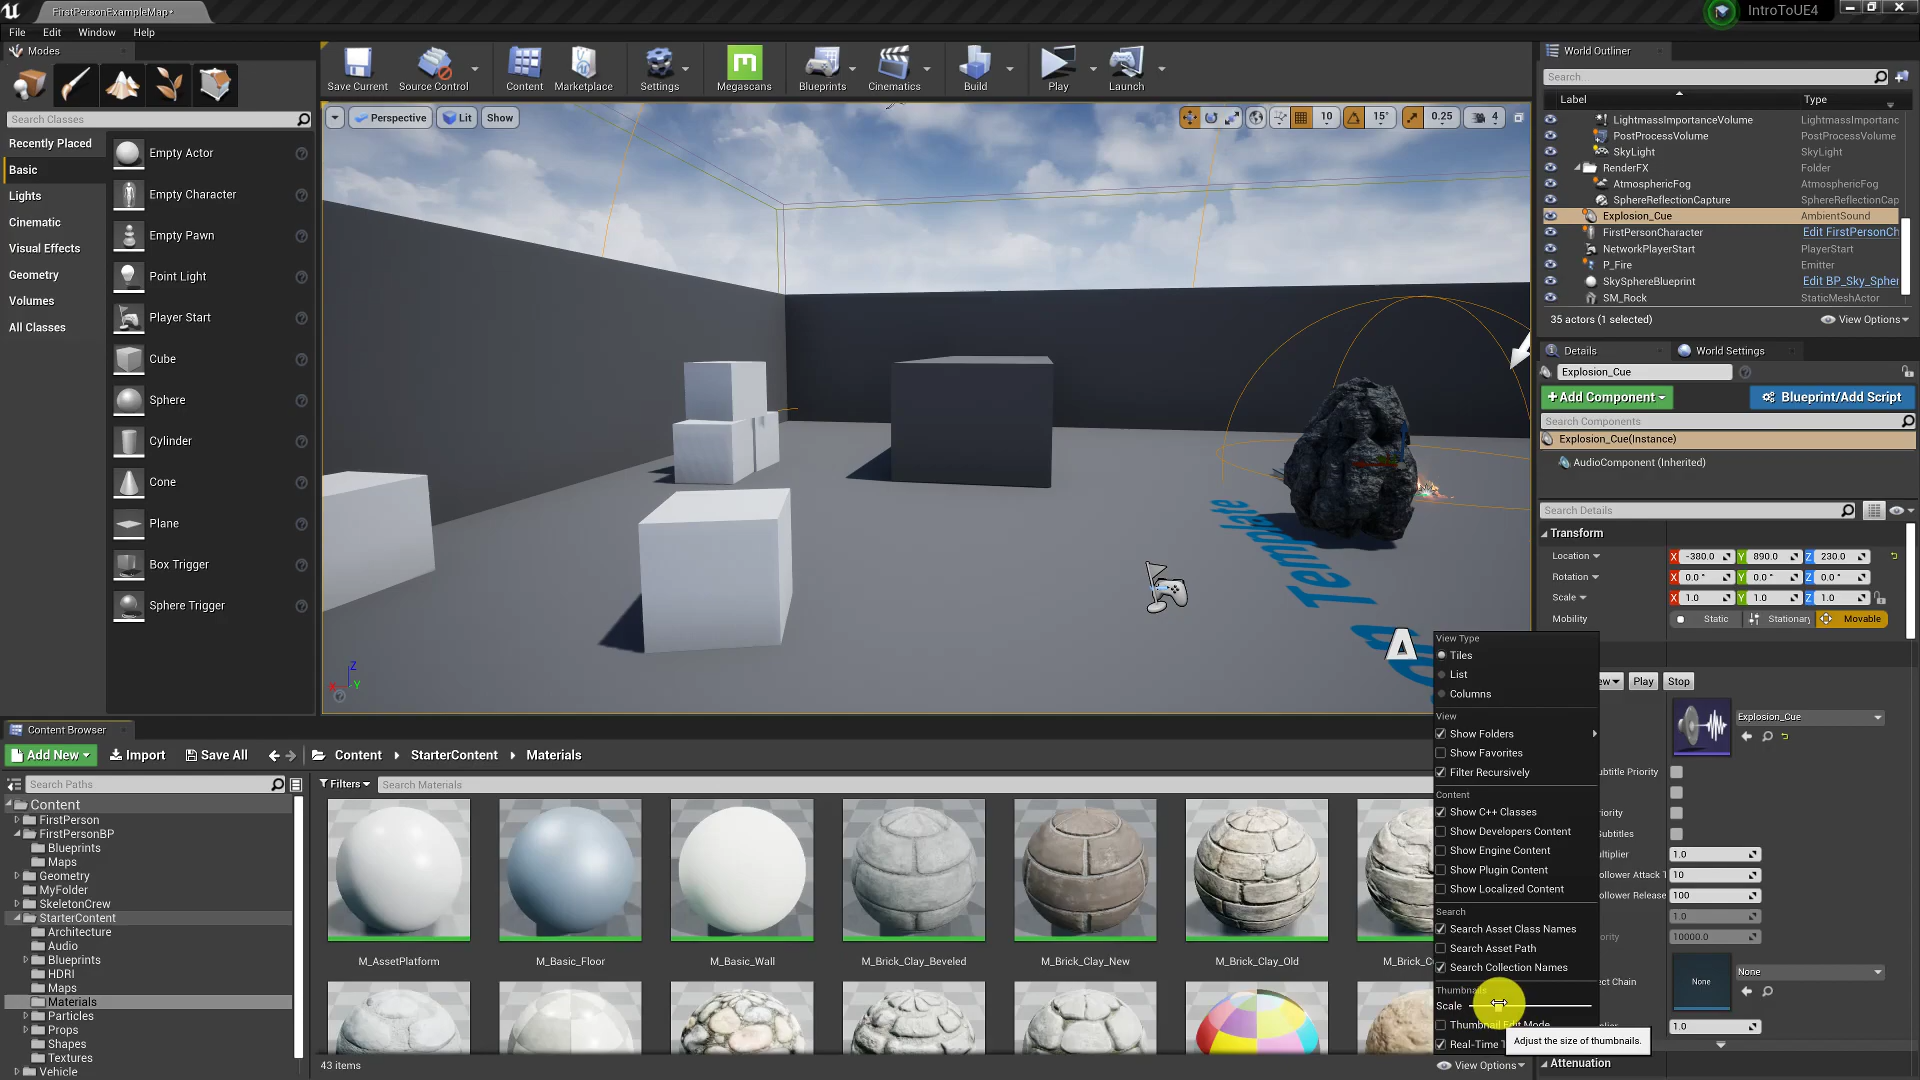 FirstPersonExampleMap*
IntroToUE4
File Edit Window Help
Modes
Search Classes
Recently Placed
Basic
Lights
Cinematic
Visual Effects
Geometry
Volumes
All Classes
Empty Actor
Empty Character
Empty Pawn
Point Light
Player Start
Cube
Sphere
Cylinder
Cone
Plane
Box Trigger
Sphere Trigger
Save Current
Source Control
Content
Marketplace
Settings
Megascans
Blueprints
Cinematics
Build
Play
Launch
Perspective Lit Show
10 15° 0.25 4
Template
X Y Z
World Outliner
Search...
Label Type
LightmassImportanceVolume LightmassImportanc
PostProcessVolume PostProcessVolume
SkyLight SkyLight
RenderFX Folder
AtmosphericFog AtmosphericFog
SphereReflectionCapture SphereReflectionCap
Explosion_Cue AmbientSound
FirstPersonCharacter Edit FirstPersonCh
NetworkPlayerStart PlayerStart
P_Fire Emitter
SkySphereBlueprint Edit BP_Sky_Spher
SM_Rock StaticMeshActor
35 actors (1 selected) View Options
Details World Settings
Explosion_Cue
+Add Component Blueprint/Add Script
Search Components
Explosion_Cue(Instance)
AudioComponent (Inherited)
Search Details
Transform
Location X -380.0 Y 890.0 Z 230.0
Rotation X 0.0° Y 0.0° Z 0.0°
Scale X 1.0 Y 1.0 Z 1.0
Mobility Static Stationary Movable
Play Stop
Explosion_Cue
ubtitle Priority
iority
Subtitles
ultiplier 1.0
ollower Attack T 10
ollower Release 100
1.0
ority 10000.0
ect Chain None None
plier 1.0
Attenuation
View Type
Tiles
List
Columns
View
Show Folders
Show Favorites
Filter Recursively
Content
Show C++ Classes
Show Developers Content
Show Engine Content
Show Plugin Content
Show Localized Content
Search
Search Asset Class Names
Search Asset Path
Search Collection Names
Thumbnails
Scale
Thumbnail Edit Mode
Real-Time T
Adjust the size of thumbnails.
View Options
Content Browser
Add New Import Save All Content StarterContent Materials
Search Paths
Filters Search Materials
Content
FirstPerson
FirstPersonBP
Blueprints
Maps
Geometry
MyFolder
SkeletonCrew
StarterContent
Architecture
Audio
Blueprints
HDRI
Maps
Materials
Particles
Props
Shapes
Textures
Vehicle
M_AssetPlatform
M_Basic_Floor
M_Basic_Wall
M_Brick_Clay_Beveled
M_Brick_Clay_New
M_Brick_Clay_Old
M_Brick_C
43 items